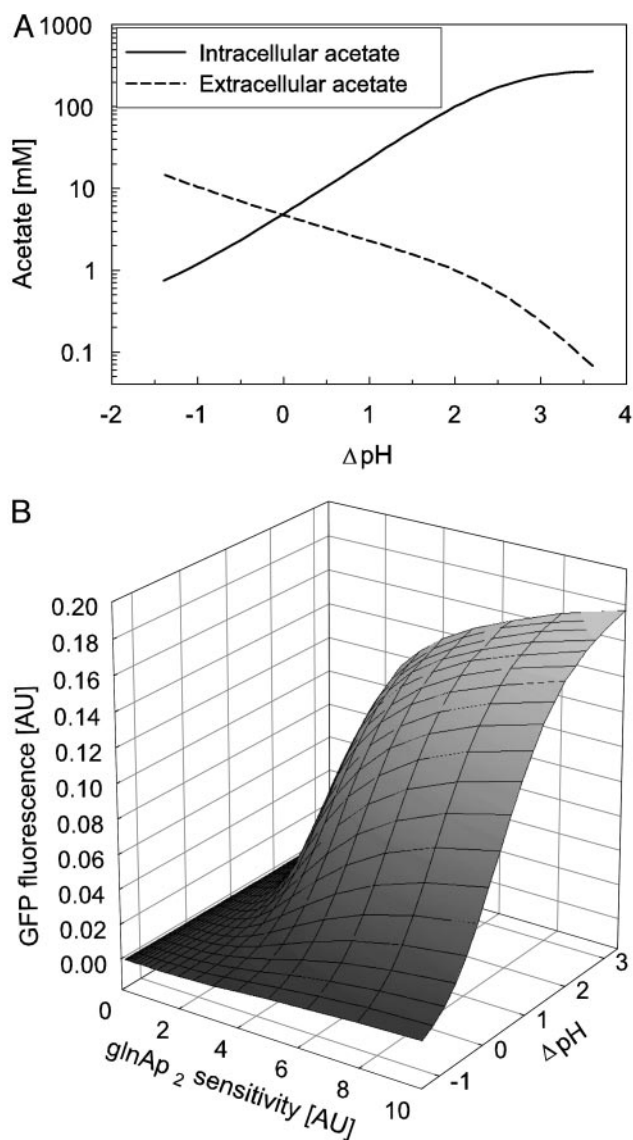 A
1000
100
10
1
0.1
Acetate [mM]
Intracellular acetate
Extracellular acetate
-2 -1 0 1 2 3 4
ΔpH
B
0.20
0.18
0.16
0.14
0.12
0.10
0.08
0.06
0.04
0.02
0.00
GFP fluorescence [AU]
0 2 4 6 8 10
glnAp 2 sensitivity [AU]
-1 0 1 2 3
ΔpH